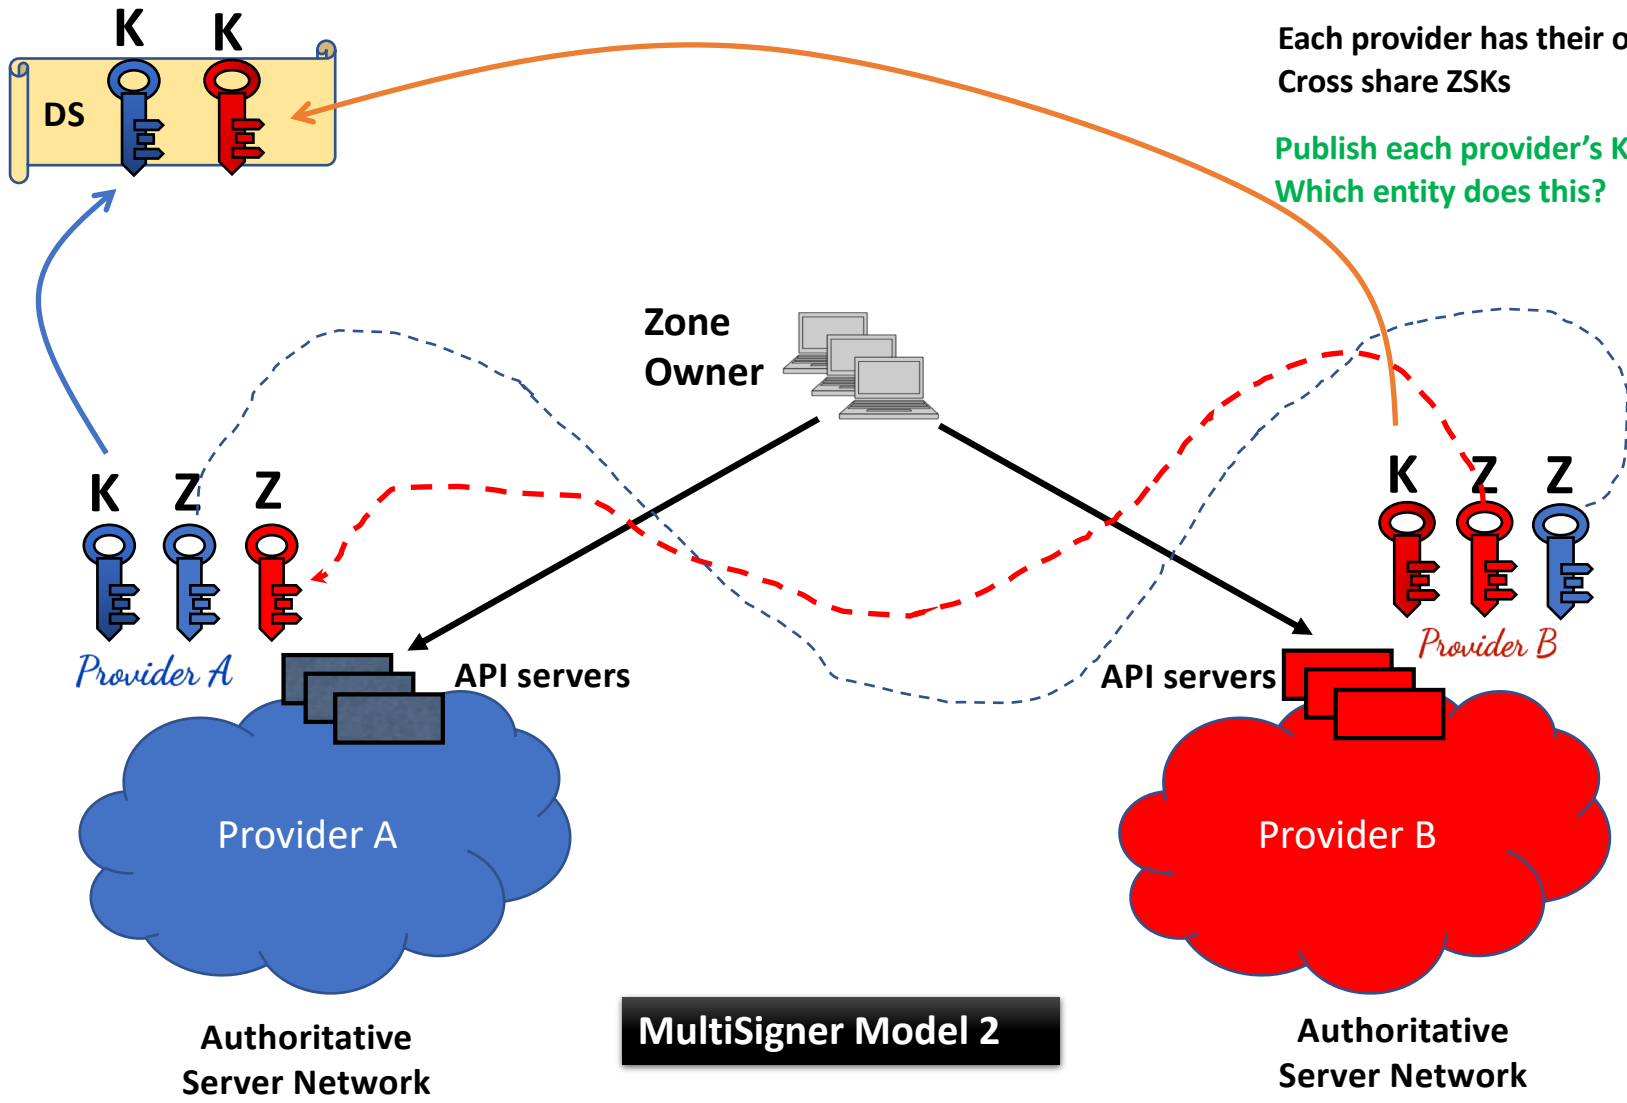 K K
DS
Each provider has their
Cross share ZSKs
Publish each provider's
Which entity does this?
Zone
Owner
K Z Z
K Z Z
Provider A
Provider B
API servers
API servers
Provider A
Provider B
MultiSigner Model 2
Authoritative
Server Network
Authoritative
Server Network